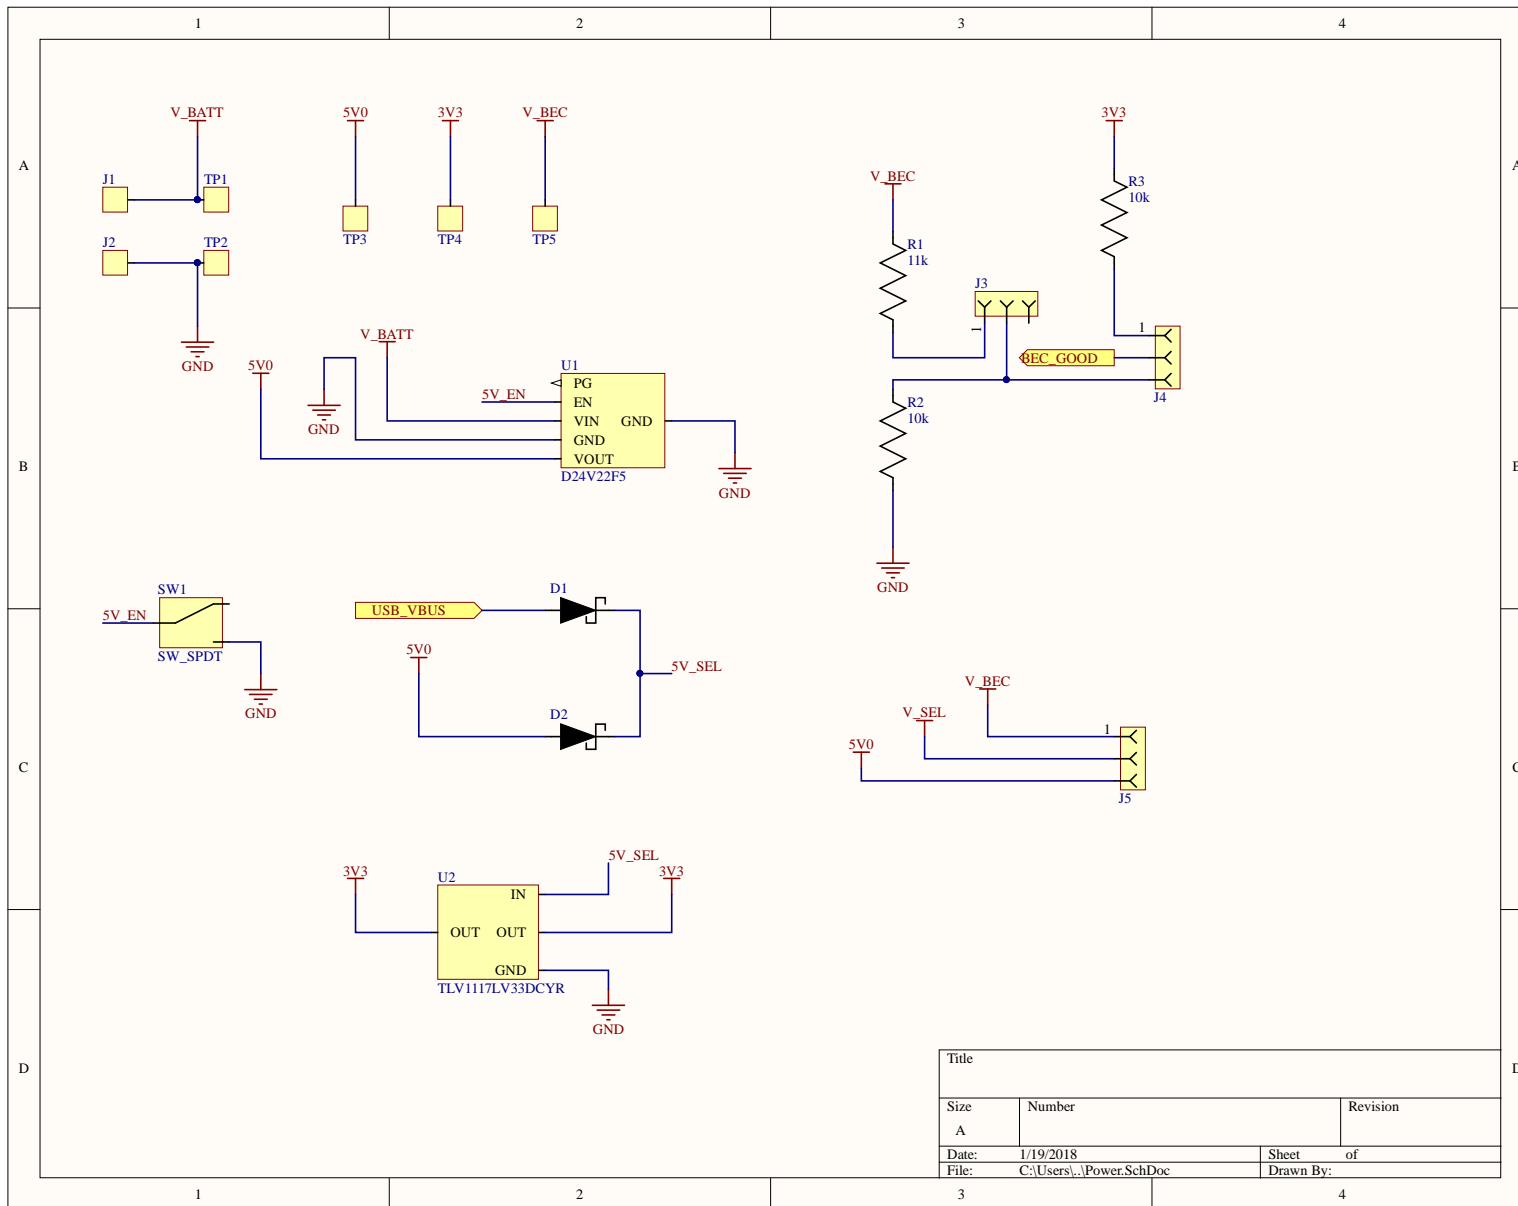 1 2 3 4
A A
B B
C C
D D
V_BATT
J1 TP1
J2 TP2
GND
5V0 3V3 V_BEC
TP3 TP4 TP5
V_BATT
5V0
GND
5V_EN
U1
PG
EN
VIN GND
GND
VOUT
D24V22F5
GND
V_BEC
R1
11k
3V3
R3
10k
J3
1
1
BEC_GOOD
J4
R2
10k
GND
SW1
5V_EN
SW_SPDT
GND
USB_VBUS
D1
5V0
5V_SEL
D2
V_BEC
V_SEL
5V0
1
J5
5V_SEL
3V3 U2 3V3
IN
OUT OUT
GND
TLV1117LV33DCYR
GND
Title
Size Number Revision
A
Date: 1/19/2018 Sheet of
File: C:\Users\..\Power.SchDoc Drawn By:
1 2 3 4